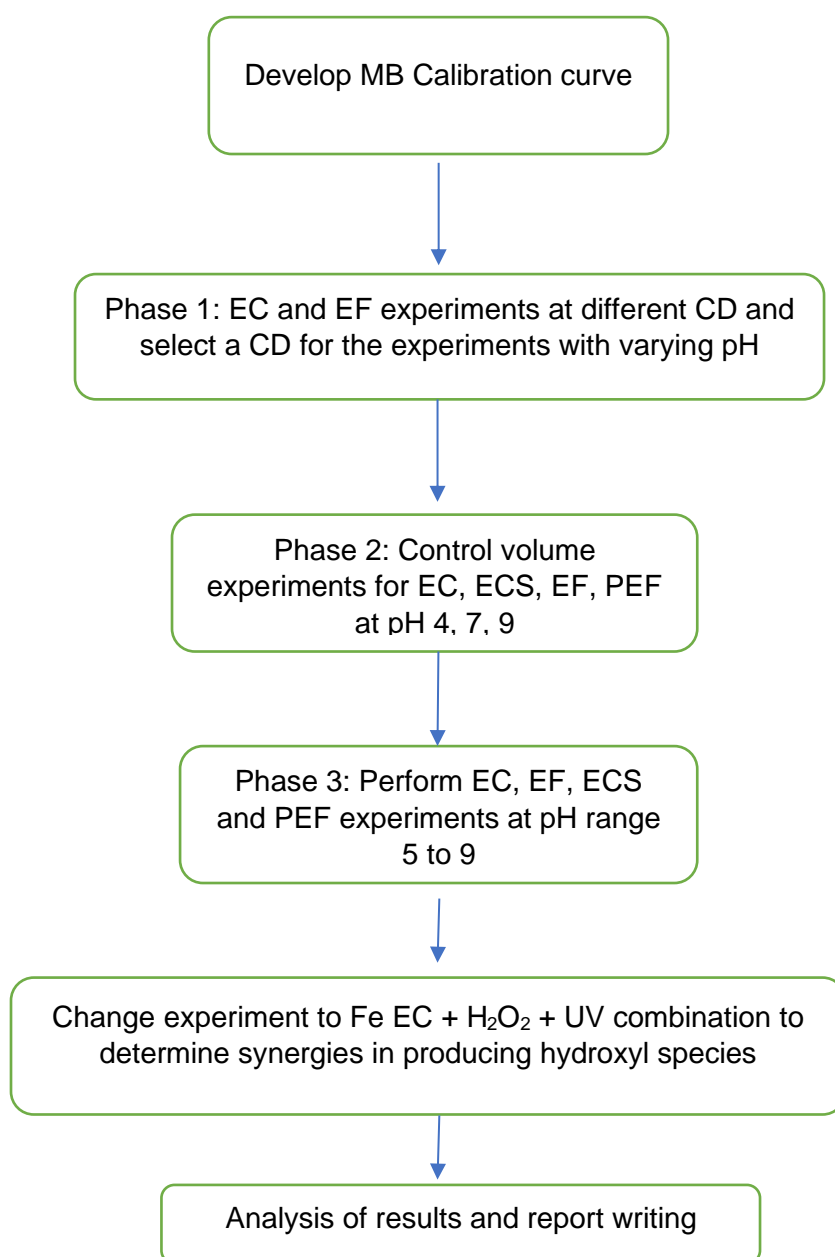 Develop MB Calibration curve
Phase 1: EC and EF experiments at different CD and
select a CD for the experiments with varying pH
Phase 2: Control volume
experiments for EC, ECS, EF, PEF
at pH 4, 7, 9
Phase 3: Perform EC, EF, ECS
and PEF experiments at pH range
5 to 9
Change experiment to Fe EC + H₂O₂ + UV combination to
determine synergies in producing hydroxyl species
Analysis of results and report writing